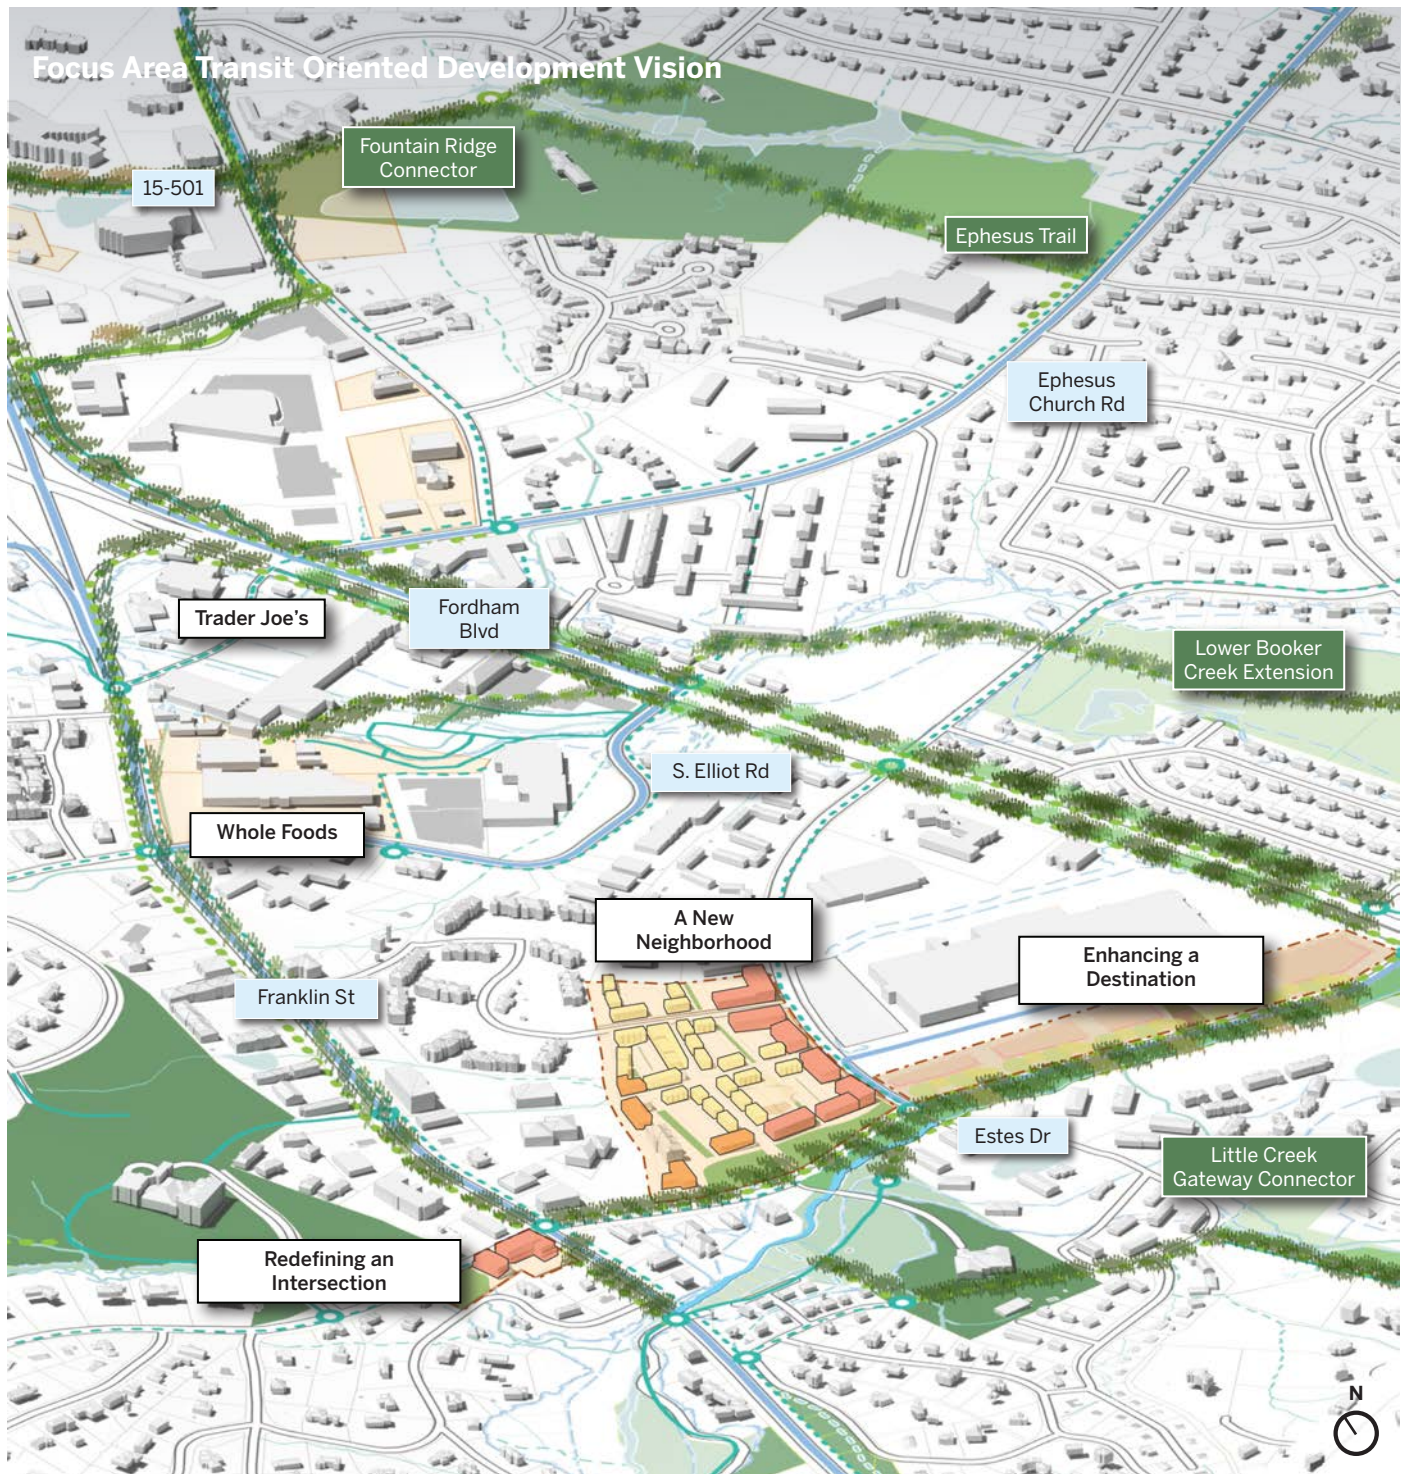 Focus Area Transit Oriented Development Vision
Fountain Ridge
Connector
15-501
Ephesus Trail
Ephesus
Church Rd
Trader Joe's
Fordham
Blvd
Lower Booker
Creek Extension
S. Elliot Rd
Whole Foods
A New
Neighborhood
Enhancing a
Destination
Franklin St
Estes Dr
Little Creek
Gateway Connector
Redefining an
Intersection
N